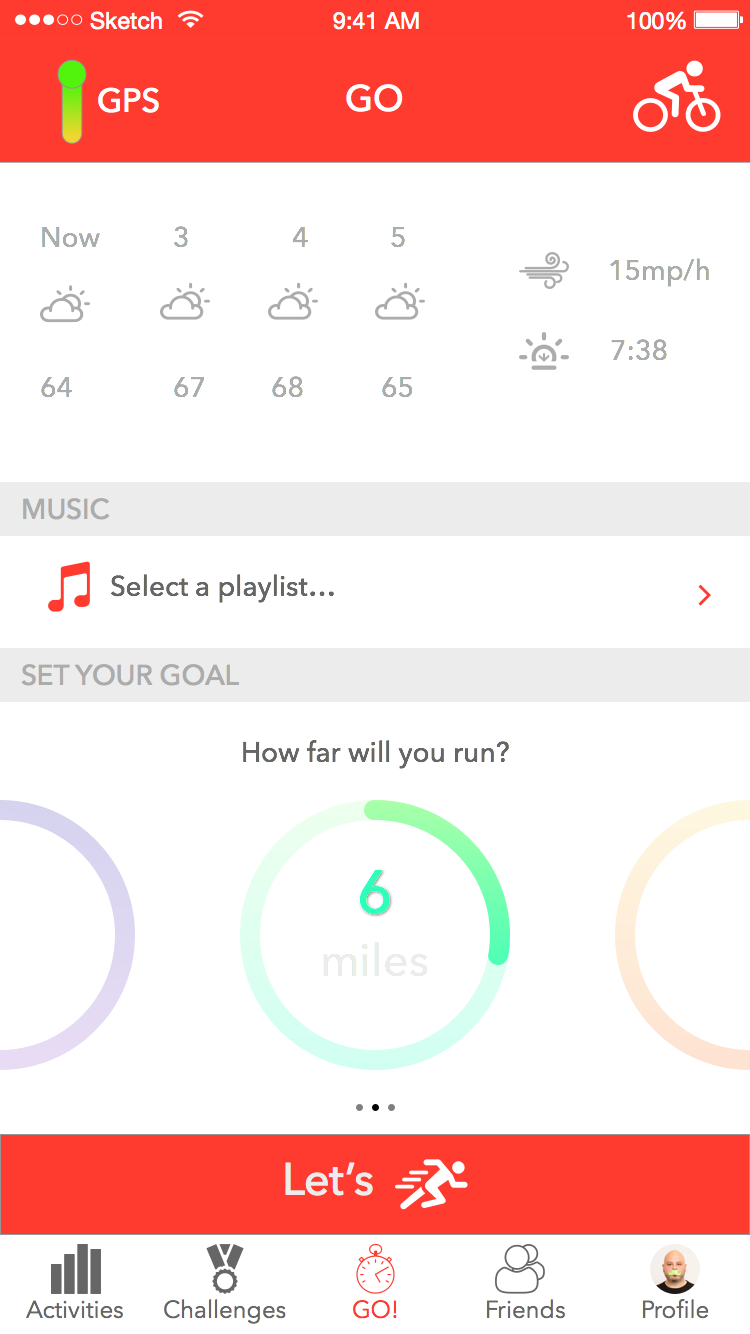 Sketch 9:41 AM 100%
GPS GO
Now 3 4 5
15mp/h
7:38
64 67 68 65
MUSIC
Select a playlist...
SET YOUR GOAL
How far will you run?
6
miles
Let's
Activities Challenges GO! Friends Profile